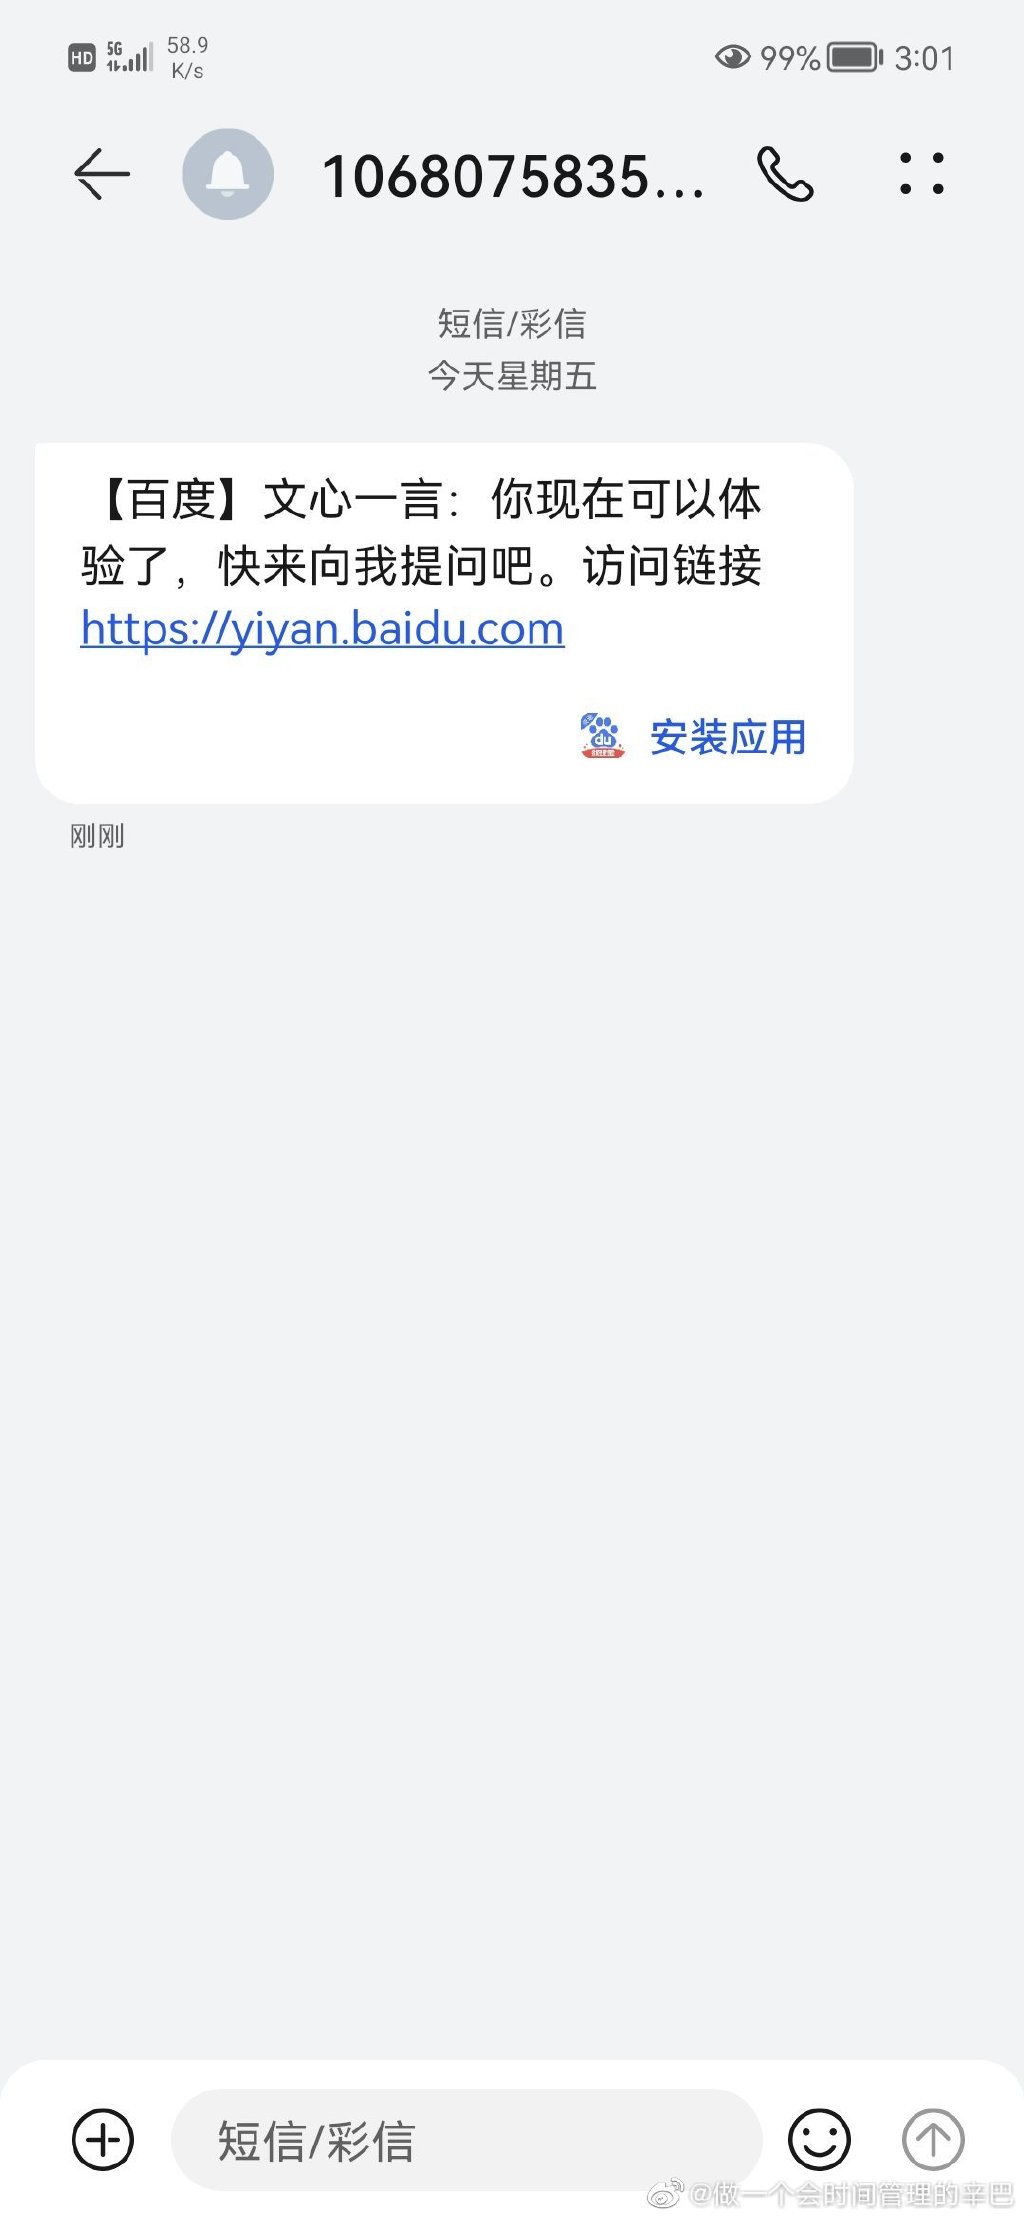 HD 5G 58.9 K/s 99% 3:01
1068075835...
短信/彩信
今天星期五
【百度】文心一言：你现在可以体
验了，快来向我提问吧。访问链接
https://yiyan.baidu.com
du 安装应用
刚刚
短信/彩信
@做一个会时间管理的辛巴